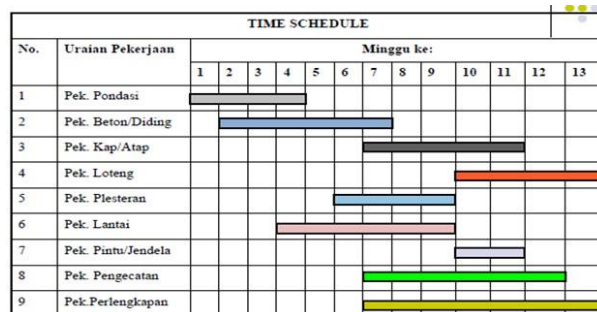 TIME SCHEDULE
No. Uraian Pekerjaan Minggu ke:
1 2 3 4 5 6 7 8 9 10 11 12 13
1 Pek. Pondasi
2 Pek. Beton/Diding
3 Pek. Kap/Atap
4 Pek. Loteng
5 Pek. Plesteran
6 Pek. Lantai
7 Pek. Pintu/Jendela
8 Pek. Pengecatan
9 Pek.Perlengkapan